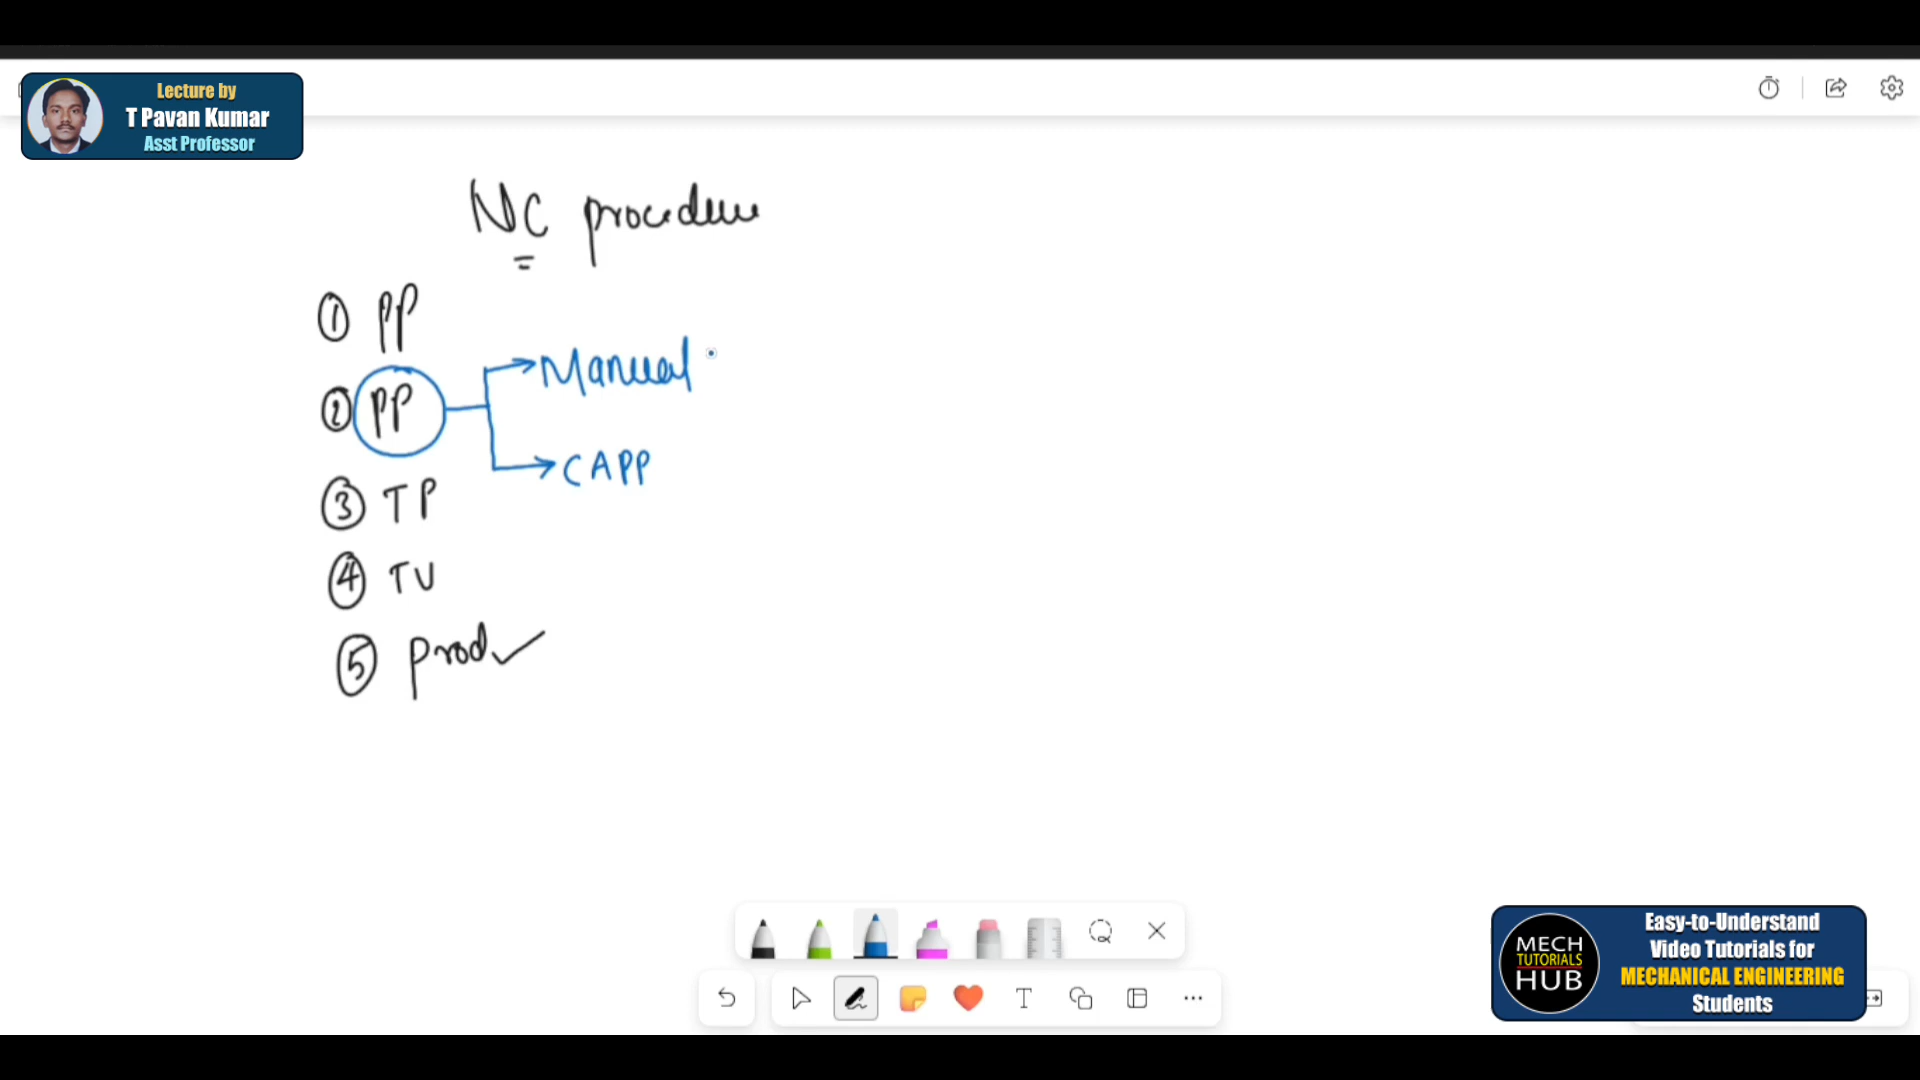 Lecture by
T Pavan Kumar
Asst Professor
NC procedure
① PP
② PP
Manual
CAPP
③ TP
④ TV
⑤ Prod
T
MECH
TUTORIALS
HUB
Easy-to-Understand
Video Tutorials for
MECHANICAL ENGINEERING
Students